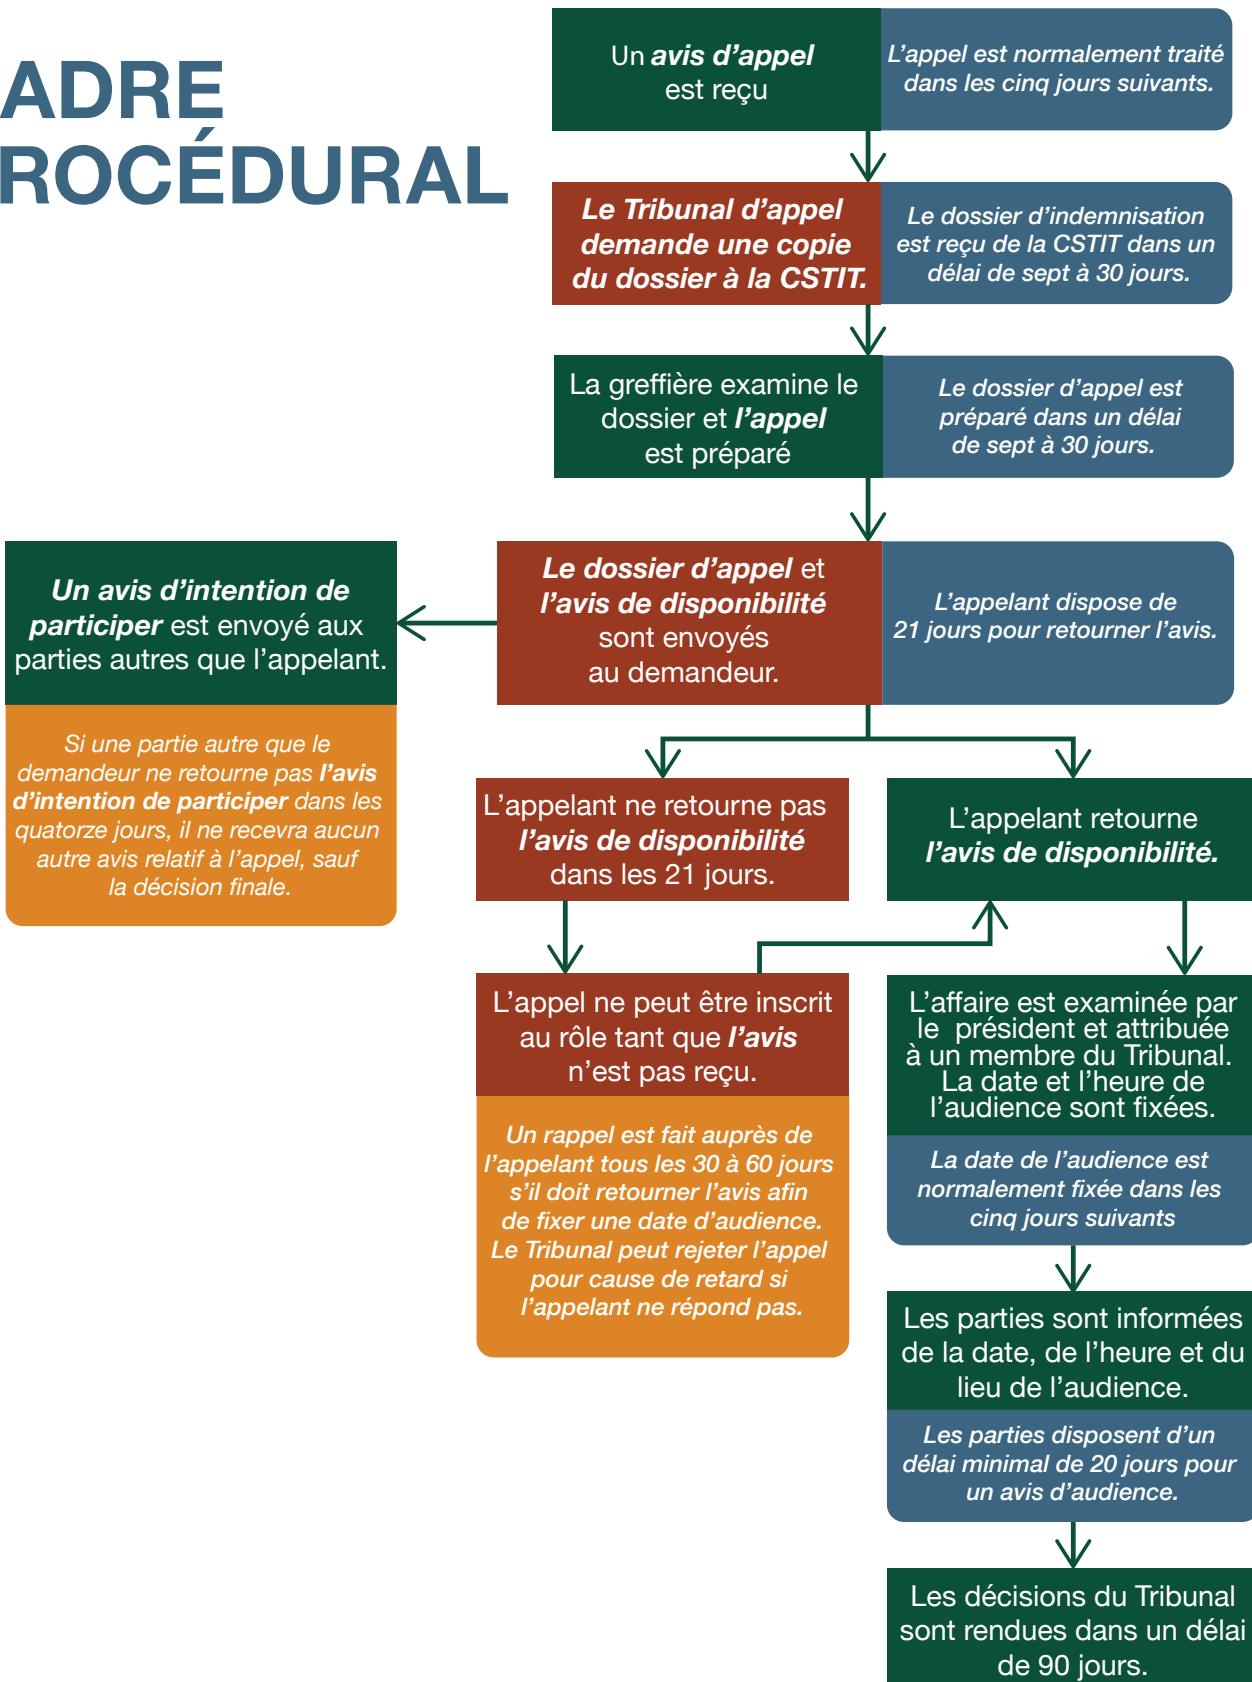 ADRE
ROCÉDURAL
Un avis d’appel
est reçu
L’appel est normalement traité
dans les cinq jours suivants.
Le Tribunal d’appel
demande une copie
du dossier à la CSTIT.
Le dossier d’indemnisation
est reçu de la CSTIT dans un
délai de sept à 30 jours.
La greffière examine le
dossier et l’appel
est préparé
Le dossier d’appel est
préparé dans un délai
de sept à 30 jours.
Un avis d’intention de
participer est envoyé aux
parties autres que l’appelant.
Si une partie autre que le
demandeur ne retourne pas l’avis
d’intention de participer dans les
quatorze jours, il ne recevra aucun
autre avis relatif à l’appel, sauf
la décision finale.
Le dossier d’appel et
l’avis de disponibilité
sont envoyés
au demandeur.
L’appelant dispose de
21 jours pour retourner l’avis.
L’appelant ne retourne pas
l’avis de disponibilité
dans les 21 jours.
L’appelant retourne
l’avis de disponibilité.
L’appel ne peut être inscrit
au rôle tant que l’avis
n’est pas reçu.
Un rappel est fait auprès de
l’appelant tous les 30 à 60 jours
s’il doit retourner l’avis afin
de fixer une date d’audience.
Le Tribunal peut rejeter l’appel
pour cause de retard si
l’appelant ne répond pas.
L’affaire est examinée par
le président et attribuée
à un membre du Tribunal.
La date et l’heure de
l’audience sont fixées.
La date de l’audience est
normalement fixée dans les
cinq jours suivants
Les parties sont informées
de la date, de l’heure et du
lieu de l’audience.
Les parties disposent d’un
délai minimal de 20 jours pour
un avis d’audience.
Les décisions du Tribunal
sont rendues dans un délai
de 90 jours.